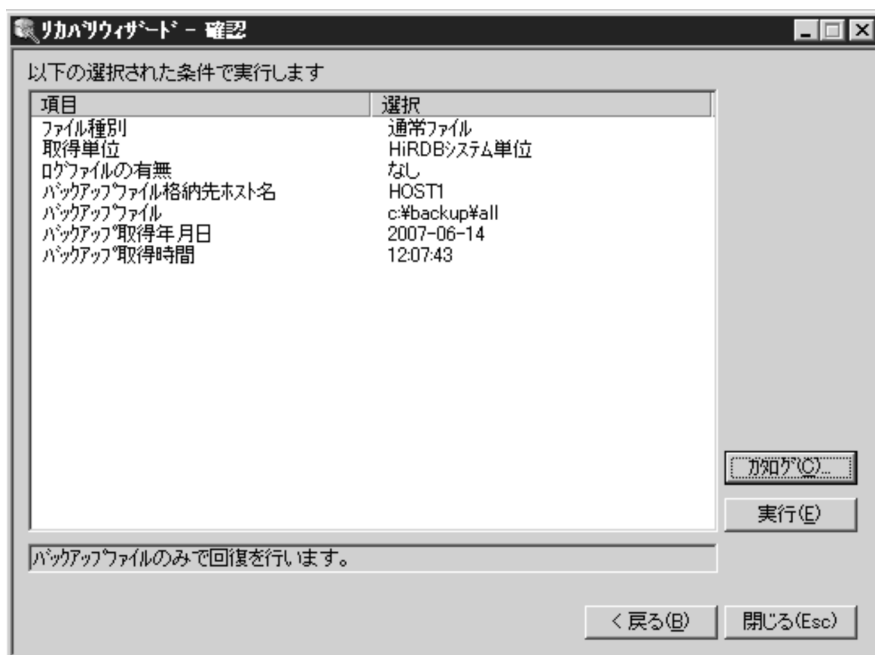 リカバリウィザード - 確認
以下の選択された条件で実行します
項目 選択
ファイル種別 通常ファイル
取得単位 HiRDBシステム単位
ログファイルの有無 なし
バックアップファイル格納先ホスト名 HOST1
バックアップファイル c:¥backup¥all
バックアップ取得年月日 2007-06-14
バックアップ取得時間 12:07:43
カタログ(C)...
実行(E)
バックアップファイルのみで回復を行います。
< 戻る(B) 閉じる(Esc)